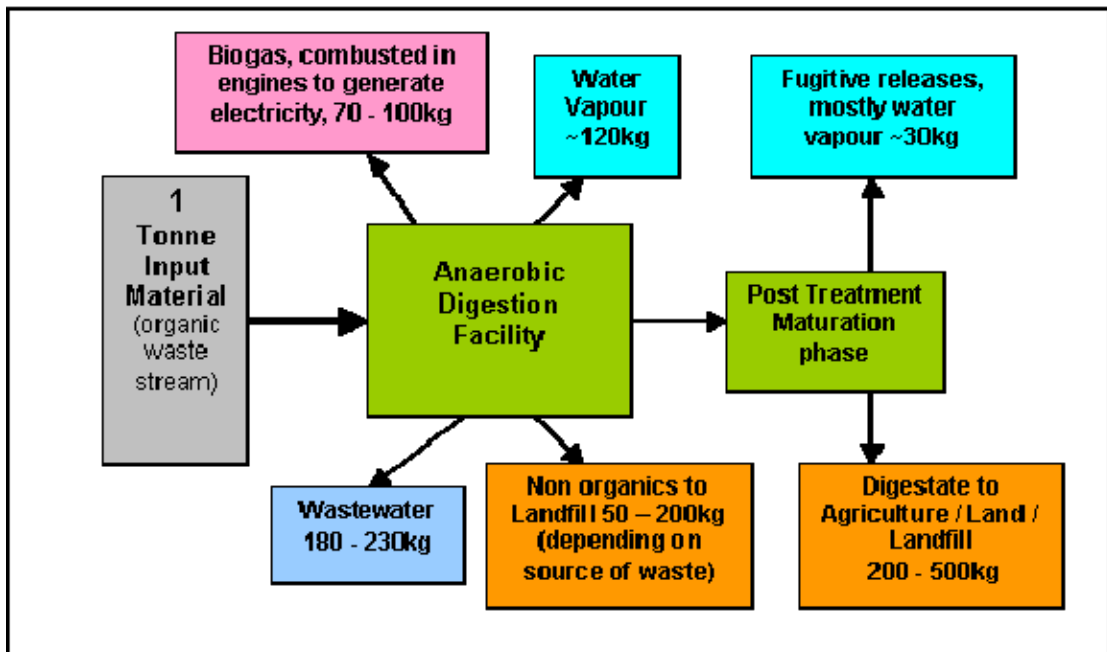 Biogas, combusted in
engines to generate
electricity, 70 - 100kg
Water
Vapour
~120kg
Fugitive releases,
mostly water
vapour ~30kg
1
Tonne
Input
Material
(organic
waste
stream)
Anaerobic
Digestion
Facility
Post Treatment
Maturation
phase
Wastewater
180 - 230kg
Non organics to
Landfill 50 – 200kg
(depending on
source of waste)
Digestate to
Agriculture / Land /
Landfill
200 - 500kg